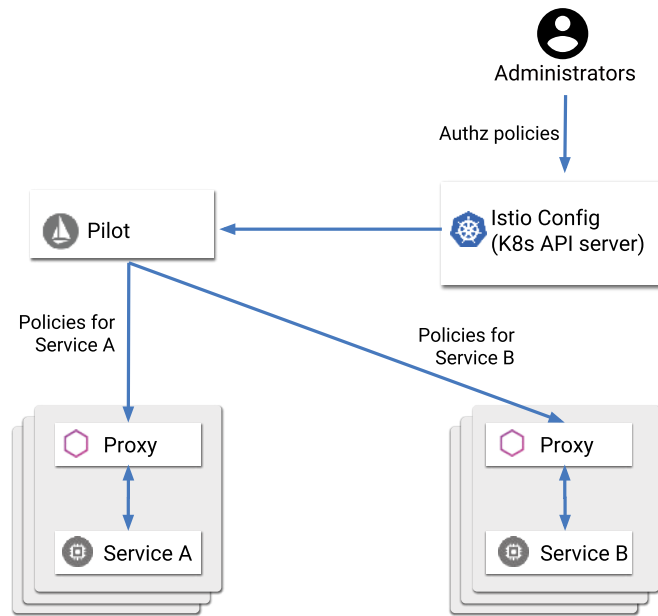 Administrators
Authz policies
Istio Config
(K8s API server)
Pilot
Policies for
Service A
Policies for
Service B
Proxy
Service A
Proxy
Service B